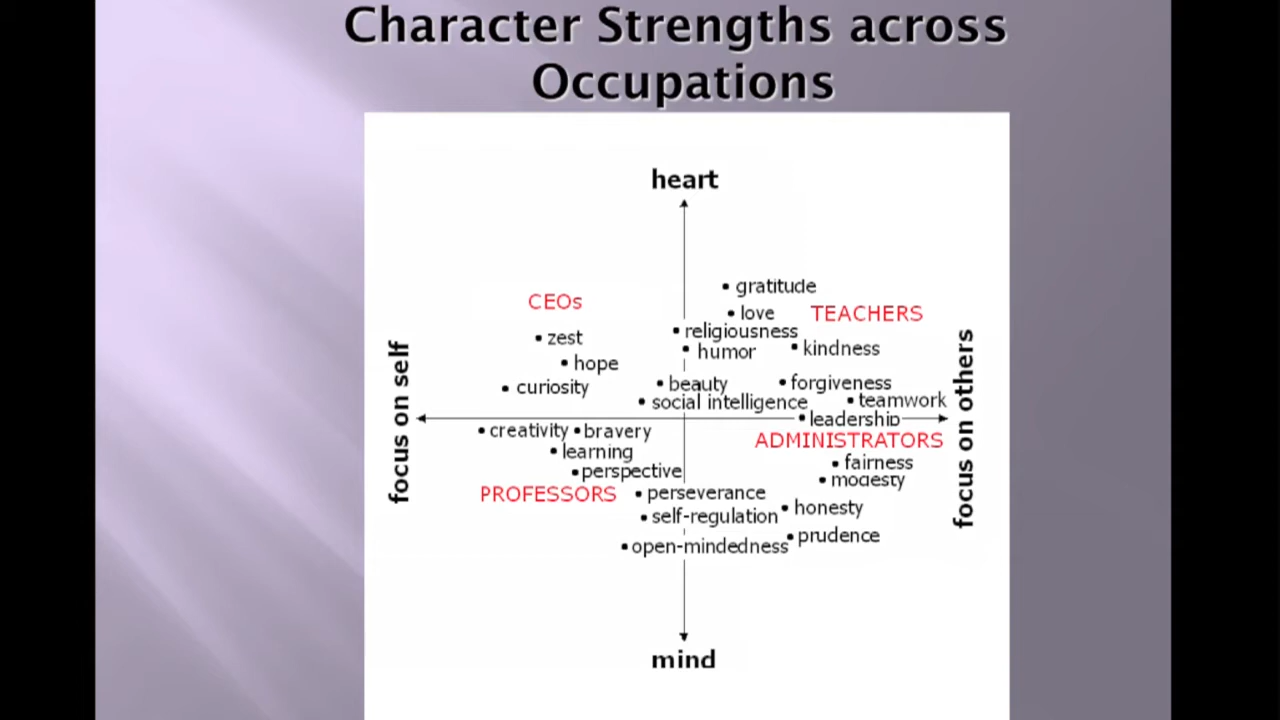 Character Strengths across
Occupations
heart
gratitude
CEOs
love
TEACHERS
religiousness
zest
humor
kindness
hope
beauty
forgiveness
curiosity
social intelligence
teamwork
leadership
focus on self
focus on others
creativity
bravery
ADMINISTRATORS
learning
fairness
perspective
modesty
PROFESSORS
perseverance
honesty
self-regulation
prudence
open-mindedness
mind